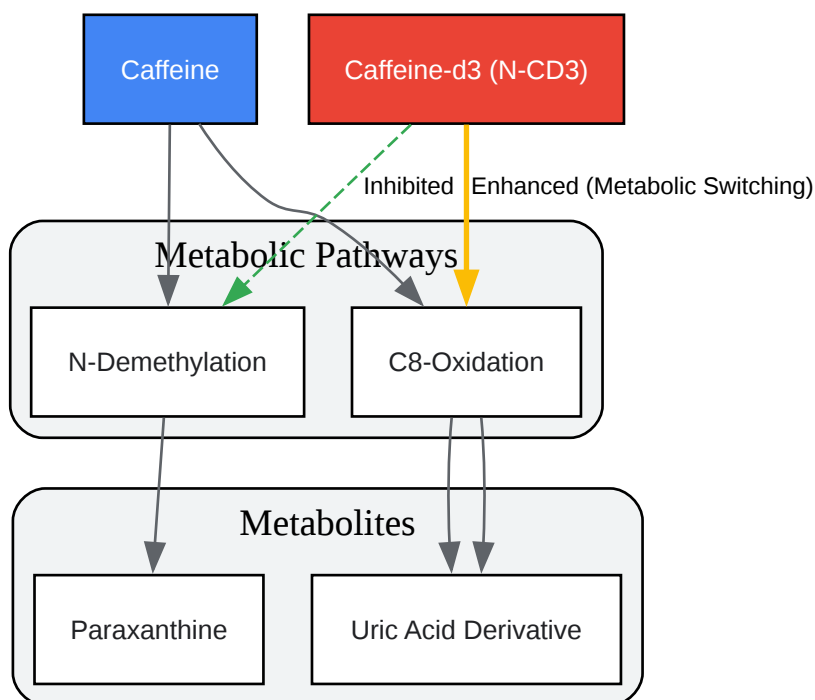 Caffeine
Caffeine-d3 (N-CD3)
Inhibited
Enhanced (Metabolic Switching)
Metabolic Pathways
N-Demethylation
C8-Oxidation
Metabolites
Paraxanthine
Uric Acid Derivative